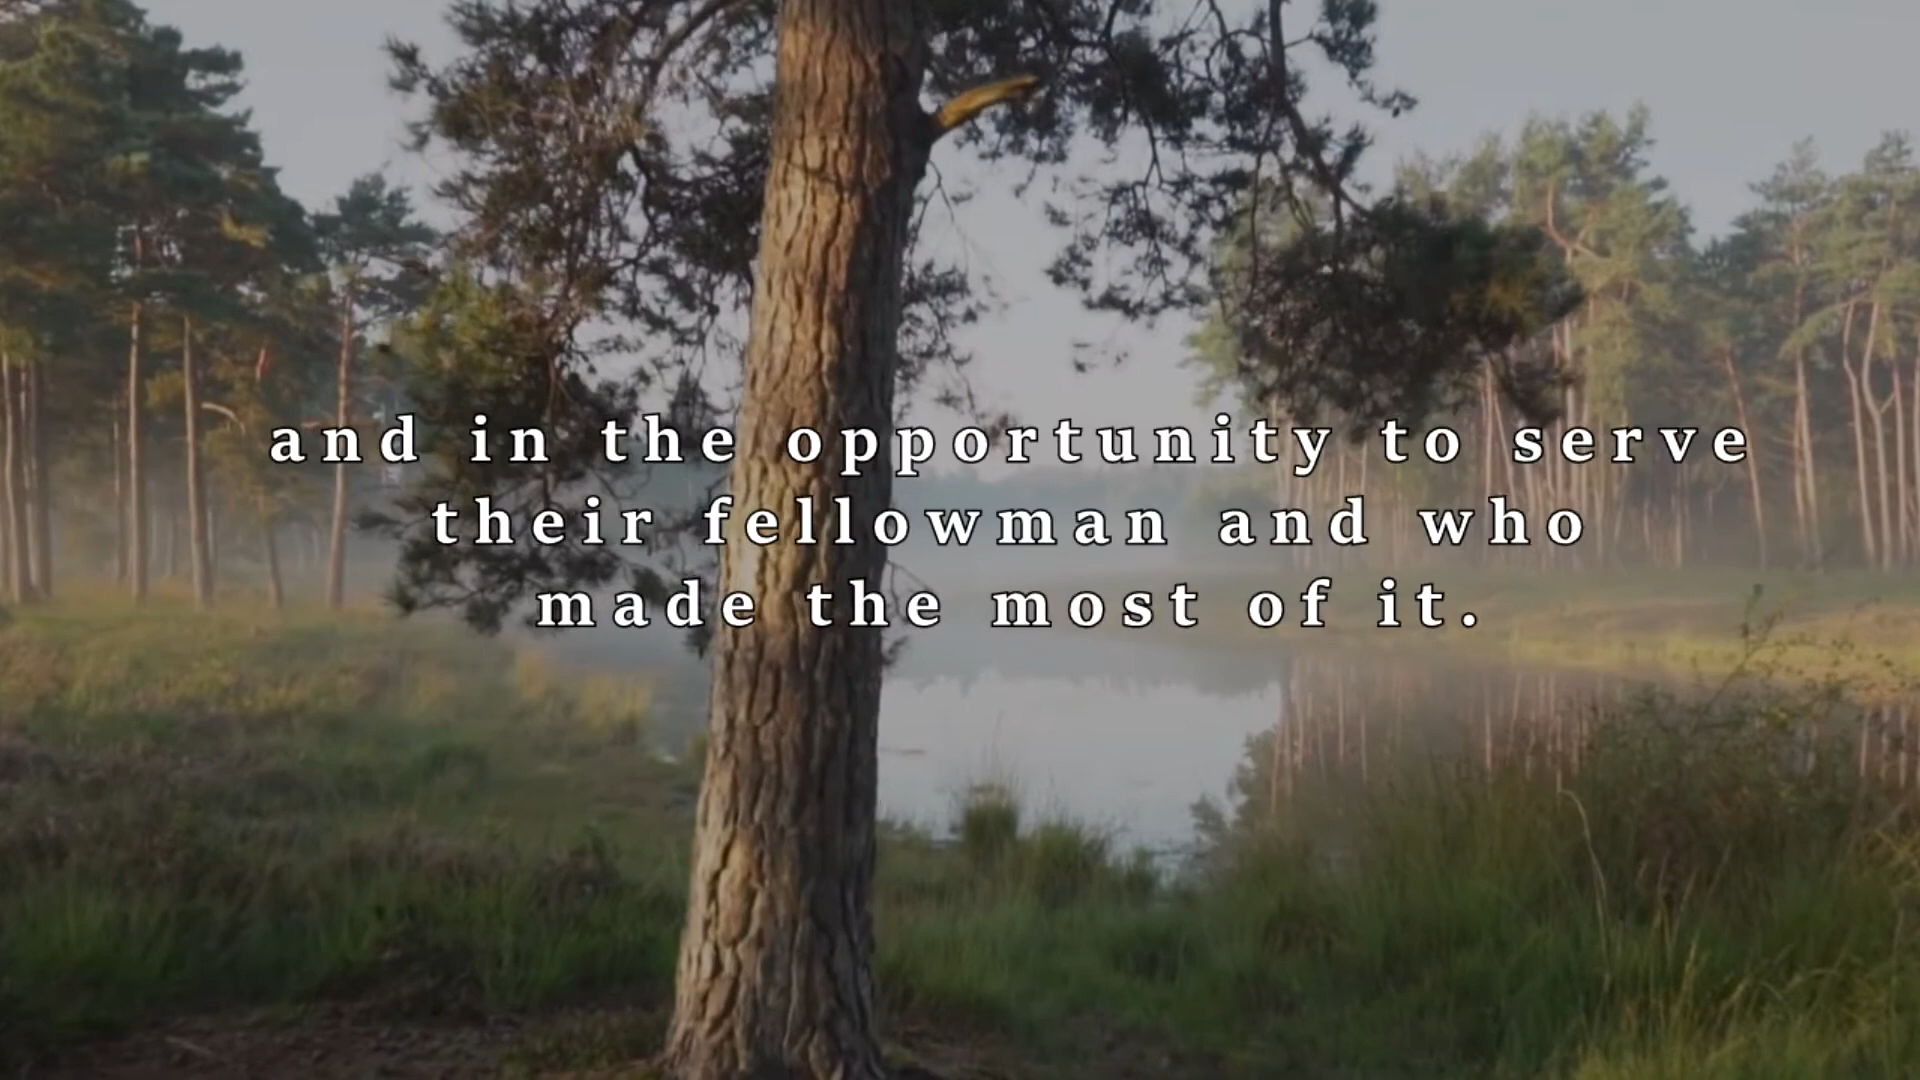 and in the opportunity to serve
their fellowman and who
made the most of it.